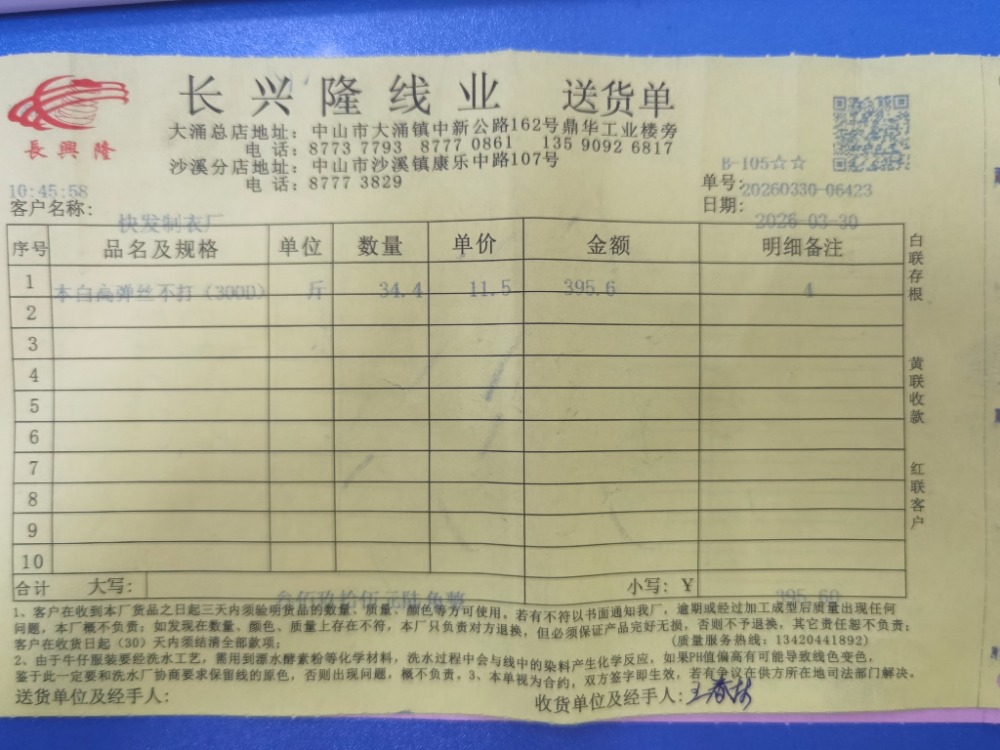 长兴隆线业 送货单
長興隆
大涌总店地址：中山市大涌镇中新公路162号鼎华工业楼旁
电 话：8773 7793 8777 0861 135 9092 6817
沙溪分店地址：中山市沙溪镇康乐中路107号
电 话：8777 3829
B-105☆☆
10:45:58
单号：20260330-06423
客户名称：快发制衣厂
日期：2026-03-30
序号 品名及规格 单位 数量 单价 金额 明细备注
1 本白高弹丝不打（300D） 斤 34.4 11.5 395.6 4
2
3
4
5
6
7
8
9
10
合计 大写：叁佰玖拾伍元陆角整 小写：￥395.60
白联存根
黄联收款
红联客户
1、客户在收到本厂货品之日起三天内须验明货品的数量、质量、颜色等方可使用。若有不符以书面通知我厂，逾期或经过加工成型后质量出现任何
问题，本厂概不负责；如发现在数量、颜色、质量上存在不符，本厂只负责对方退换，但必须保证产品完好无损，否则不予退换，其它责任恕不负责；
客户在收货日起（30）天内须结清全部款项； （质量服务热线：13420441892）
2、由于牛仔服装要经洗水工艺，需用到漂水酵素粉等化学材料，洗水过程中会与线中的染料产生化学反应，如果PH值偏高有可能导致线色变色，
鉴于此一定要和洗水厂协商要求保留线的原色，否则出现问题，概不负责。3、本单视为合约，双方签字即生效，若有争议在供方所在地司法部门解决。
送货单位及经手人： 收货单位及经手人：王春林